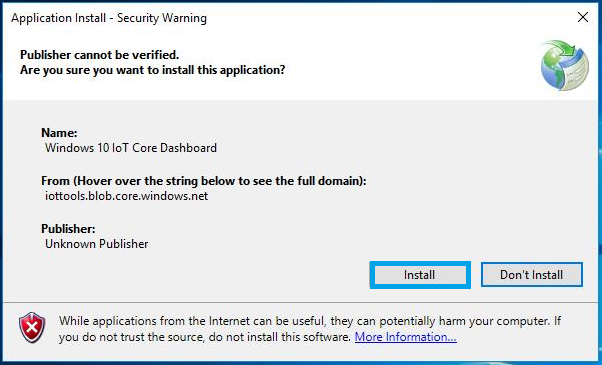 Application Install - Security Warning
Publisher cannot be verified.
Are you sure you want to install this application?
Name:
Windows 10 IoT Core Dashboard
From (Hover over the string below to see the full domain):
iottools.blob.core.windows.net
Publisher:
Unknown Publisher
Install
Don't Install
While applications from the Internet can be useful, they can potentially harm your computer. If
you do not trust the source, do not install this software. More Information...